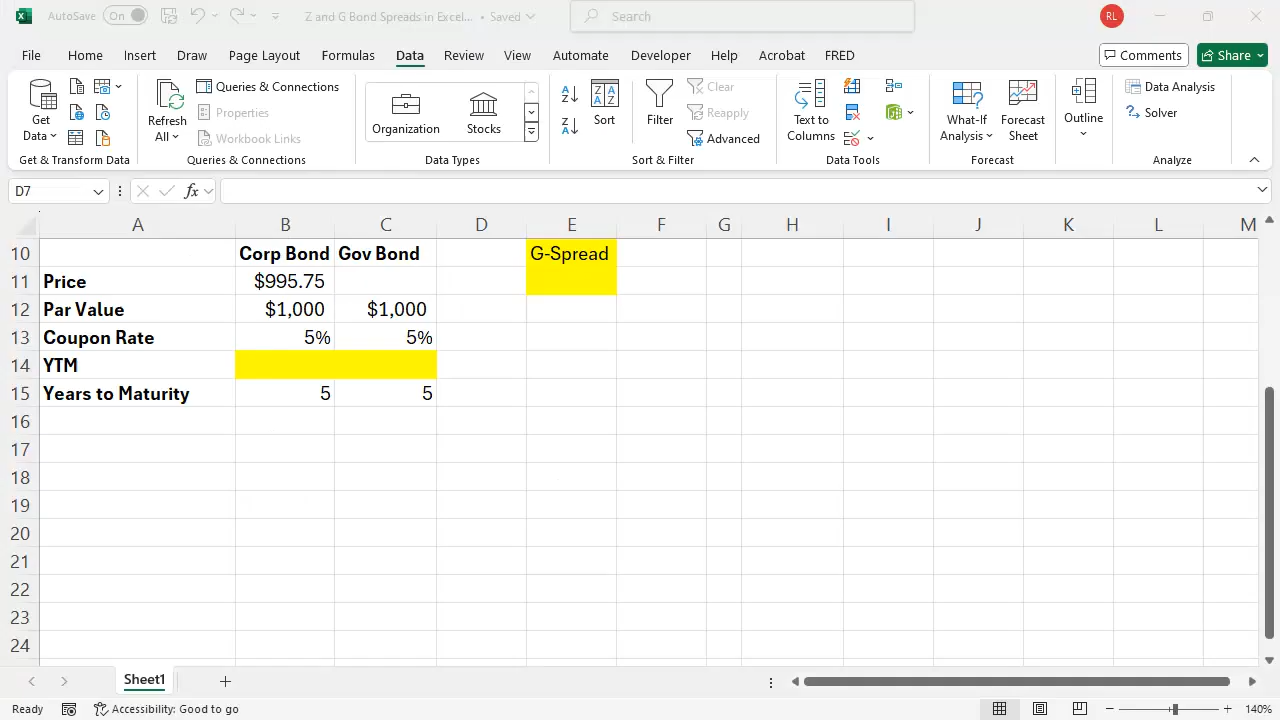 AutoSave On Z and G Bond Spreads in Excel... • Saved Search RL
File Home Insert Draw Page Layout Formulas Data Review View Automate Developer Help Acrobat FRED Comments Share
Get Data Refresh All Queries & Connections Properties Workbook Links Organization Stocks Sort Filter Clear Reapply Advanced Text to Columns What-If Analysis Forecast Sheet Outline Data Analysis Solver
Get & Transform Data Queries & Connections Data Types Sort & Filter Data Tools Forecast Analyze
D7 fx
A B C D E F G H I J K L M
10 Corp Bond Gov Bond G-Spread
11 Price $995.75
12 Par Value $1,000 $1,000
13 Coupon Rate 5% 5%
14 YTM
15 Years to Maturity 5 5
16
17
18
19
20
21
22
23
24
Sheet1
Ready Accessibility: Good to go 140%